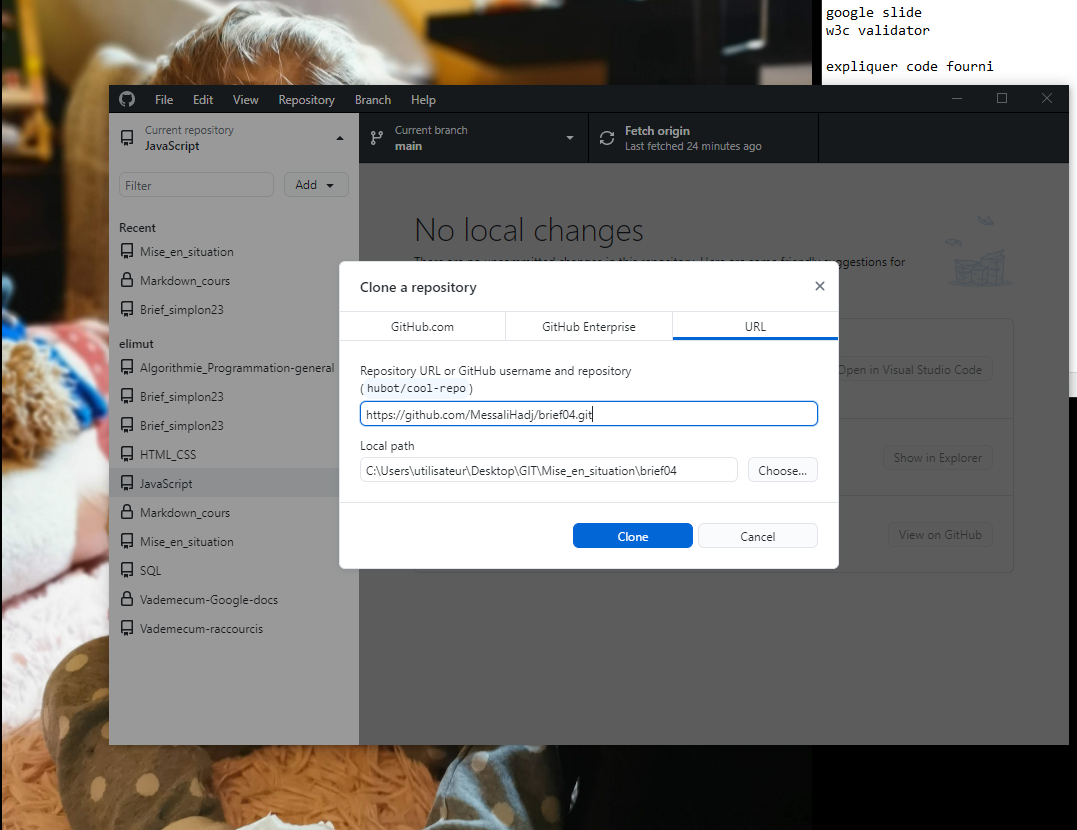 google slide
w3c validator
expliquer code fourni
File Edit View Repository Branch Help
Current repository
JavaScript
Current branch
main
Fetch origin
Last fetched 24 minutes ago
Filter
Add
Recent
Mise_en_situation
Markdown_cours
Brief_simplon23
elimut
Algorithmie_Programmation-general
Brief_simplon23
Brief_simplon23
HTML_CSS
JavaScript
Markdown_cours
Mise_en_situation
SQL
Vademecum-Google-docs
Vademecum-raccourcis
No local changes
There are no uncommitted changes in this repository. Here are some friendly suggestions for
Open in Visual Studio Code
Show in Explorer
View on GitHub
Clone a repository
GitHub.com
GitHub Enterprise
URL
Repository URL or GitHub username and repository
(hubot/cool-repo)
https://github.com/MessaliHadj/brief04.git
Local path
C:\Users\utilisateur\Desktop\GIT\Mise_en_situation\brief04
Choose...
Clone
Cancel